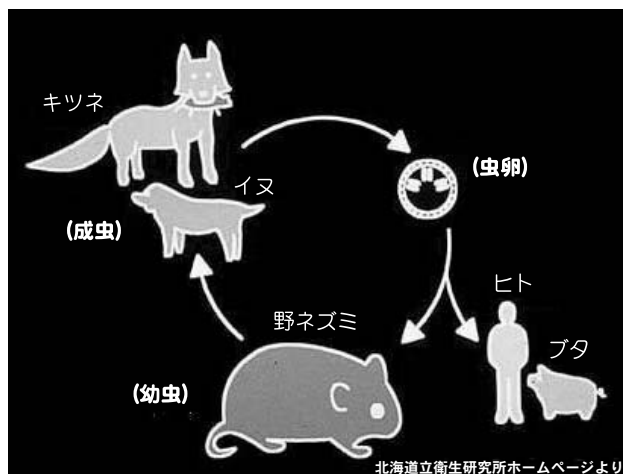 キツネ
イヌ
(成虫)
(虫卵)
ヒト
ブタ
野ネズミ
(幼虫)
北海道立衛生研究所ホームページより